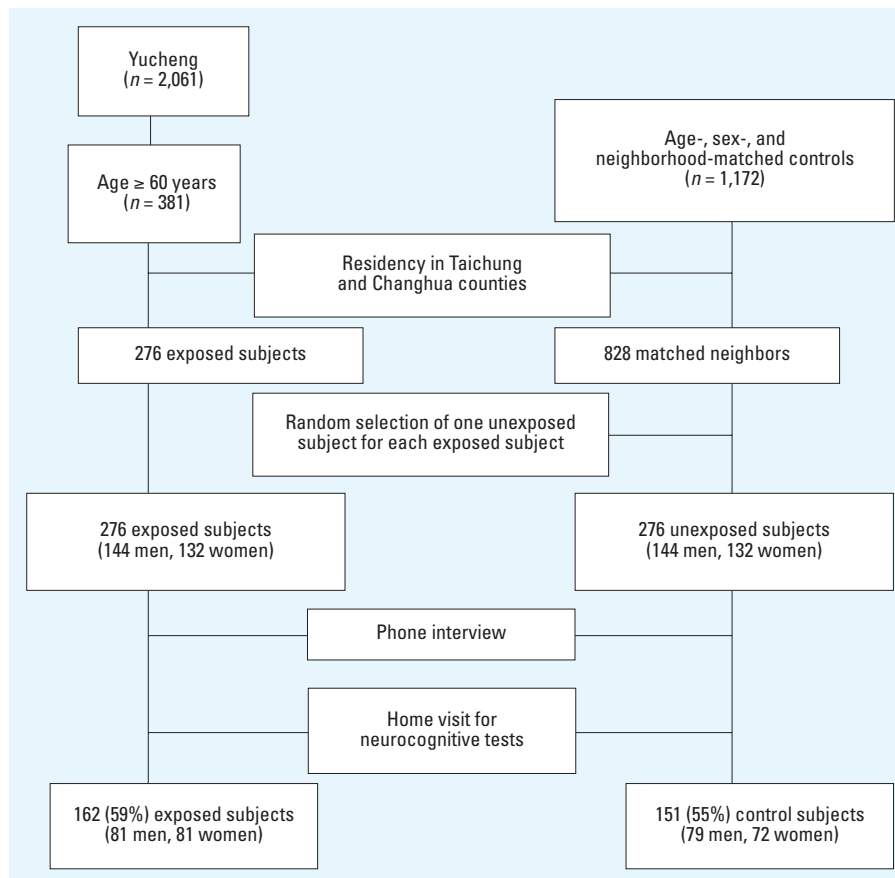 Yucheng
(n = 2,061)
Age-, sex-, and
neighborhood-matched controls
(n = 1,172)
Age ≥ 60 years
(n = 381)
Residency in Taichung
and Changhua counties
276 exposed subjects
828 matched neighbors
Random selection of one unexposed
subject for each exposed subject
276 exposed subjects
(144 men, 132 women)
276 unexposed subjects
(144 men, 132 women)
Phone interview
Home visit for
neurocognitive tests
162 (59%) exposed subjects
(81 men, 81 women)
151 (55%) control subjects
(79 men, 72 women)